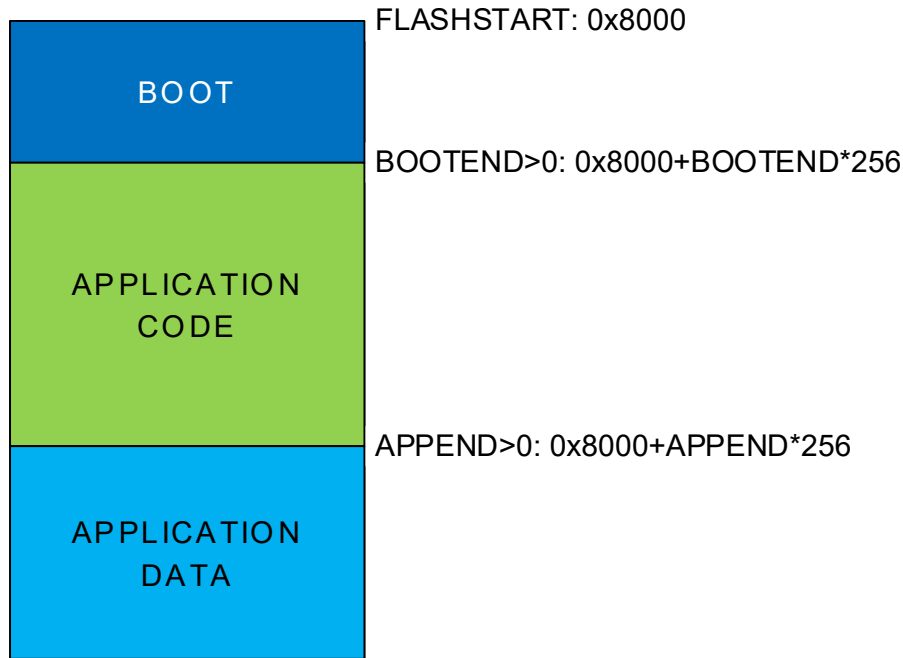 FLASHSTART: 0x8000
BOOT
BOOTEND>0: 0x8000+BOOTEND*256
APPLICATION
CODE
APPEND>0: 0x8000+APPEND*256
APPLICATION
DATA